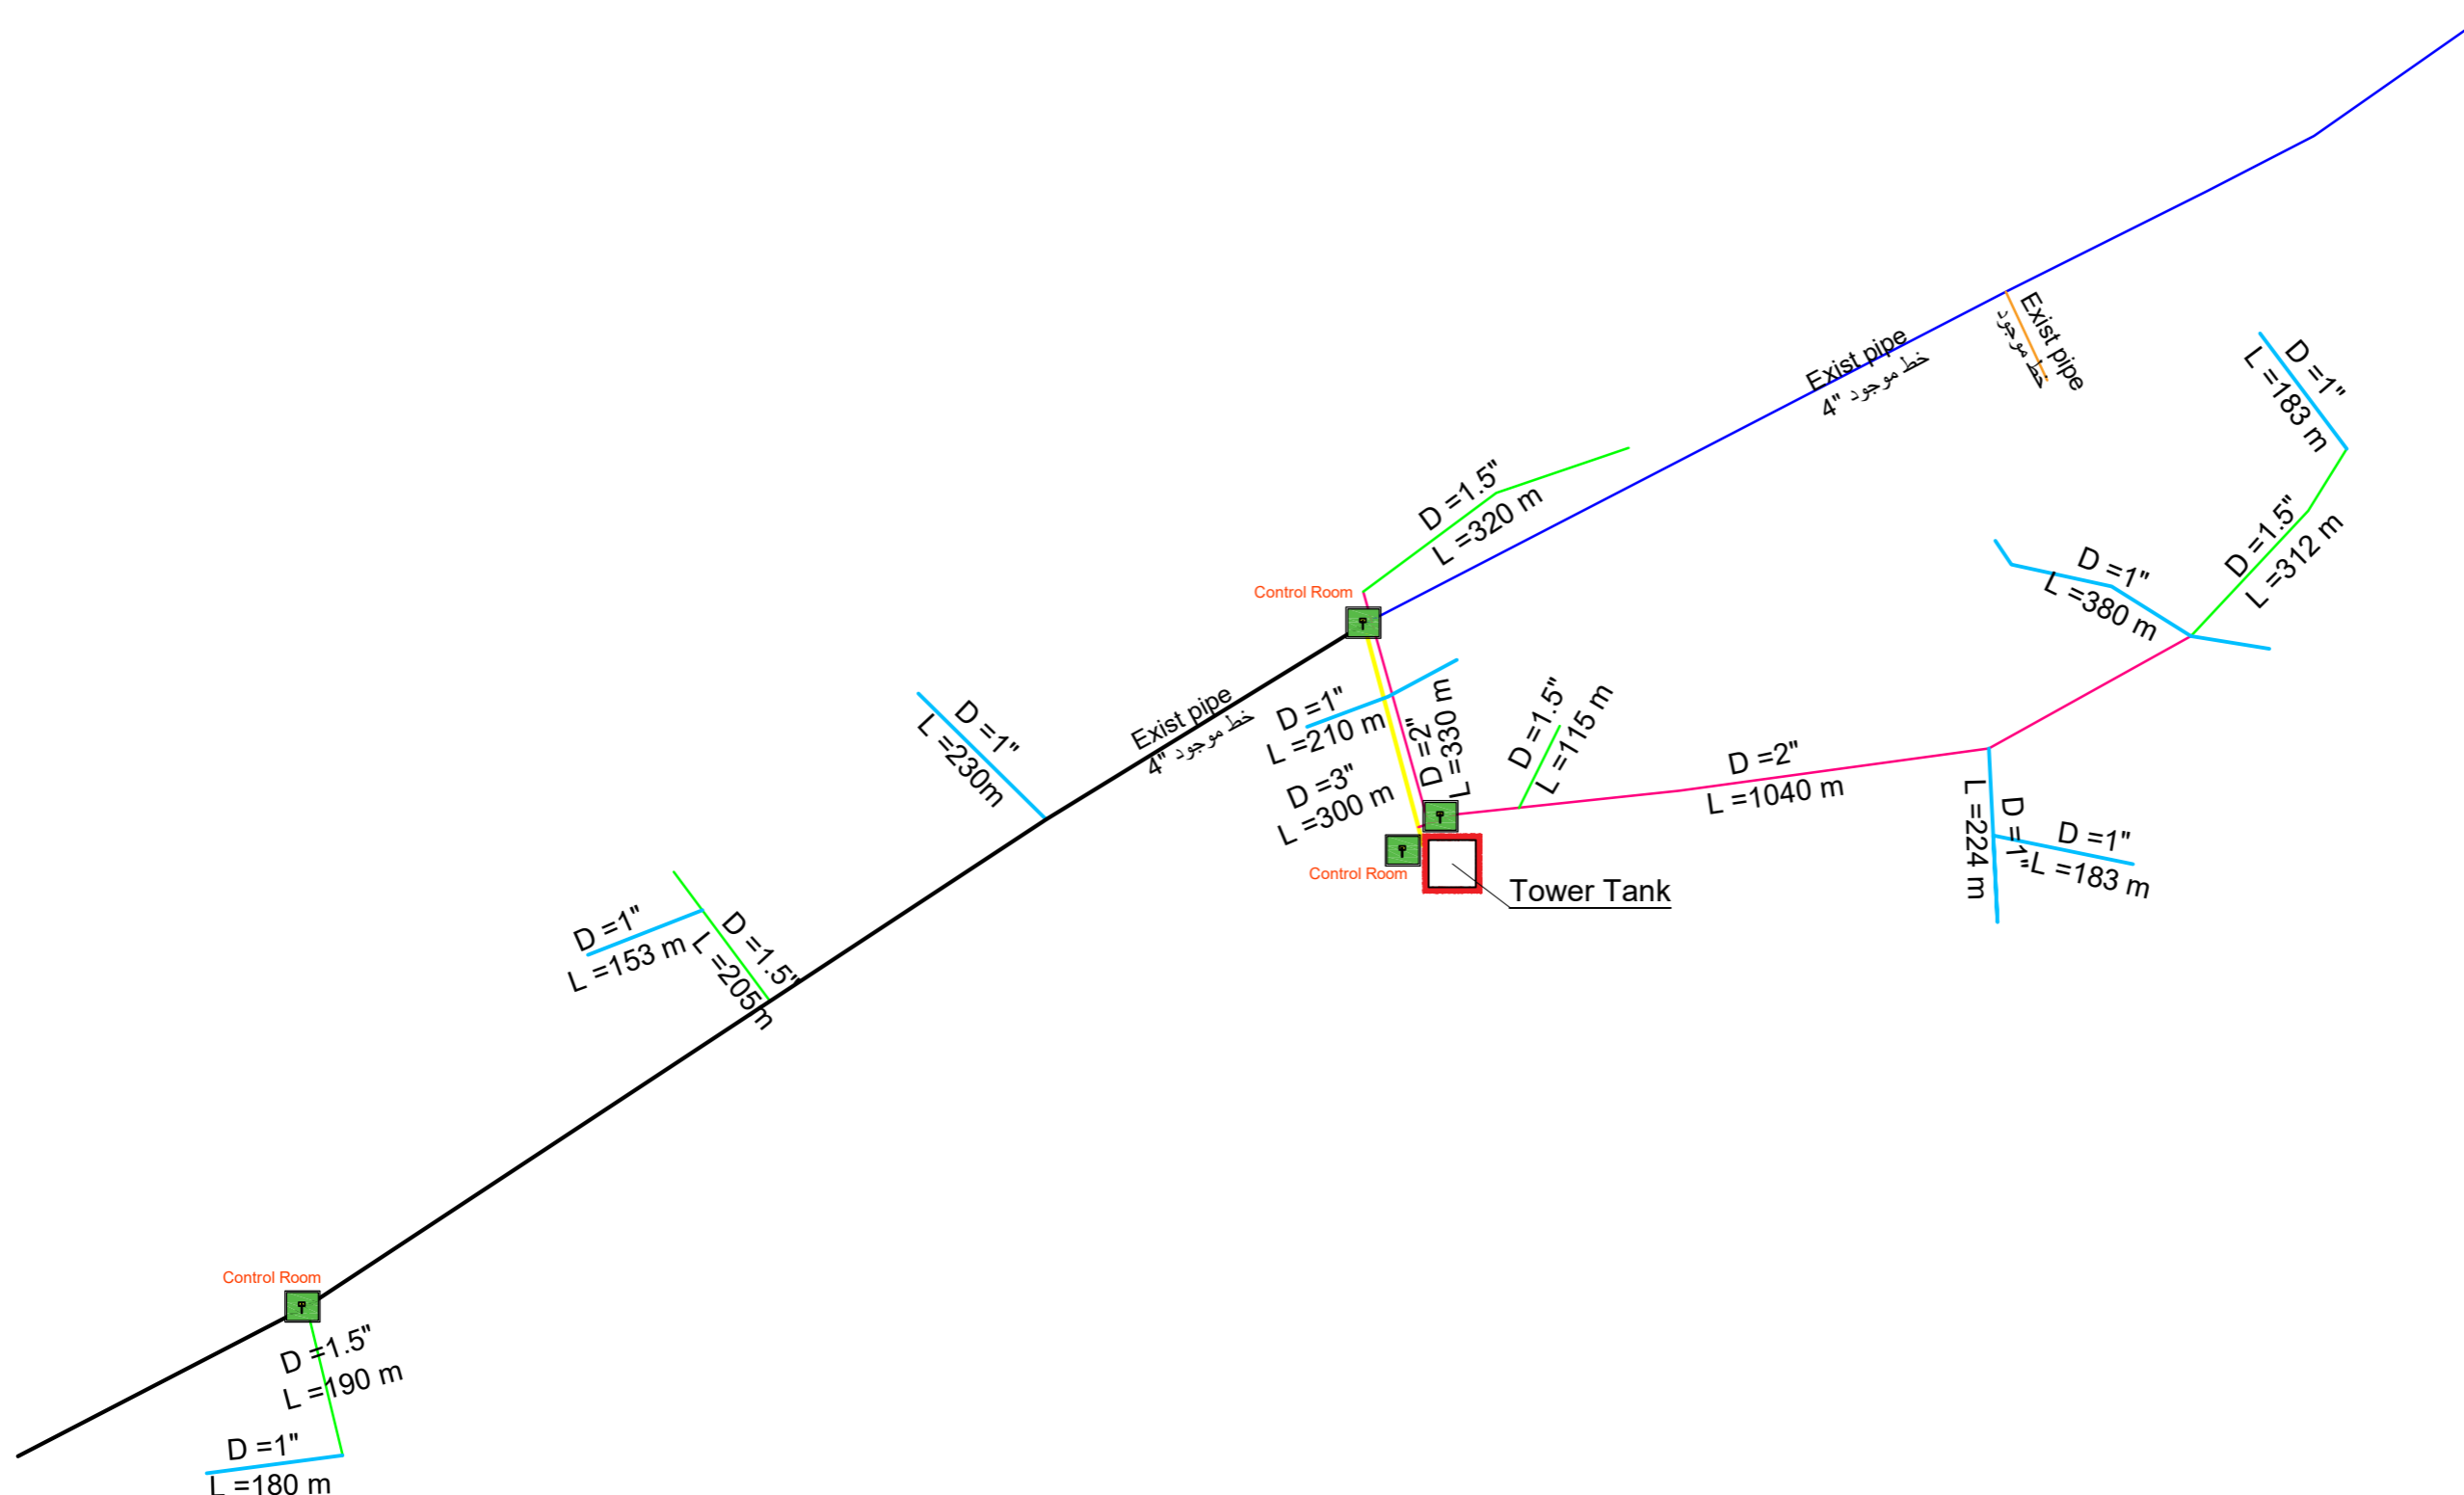 Exist pipe
خط موجود
D =1"
L =183 m
Exist pipe
خط موجود "4
D =1.5"
L =320 m
D =1.5"
L =312 m
D =1"
L =380 m
Control Room
D =1"
L =210 m
D =2"
L =330 m
D =1.5"
L =115 m
Exist pipe
خط موجود "4
D =1"
L =230m
D =3"
L =300 m
D =2"
L =1040 m
D =1"
L =224 m
D =1"
L =183 m
Control Room
Tower Tank
D =1"
L =153 m
D =1.5"
L =205m
Control Room
D =1.5"
L =190 m
D =1"
L =180 m